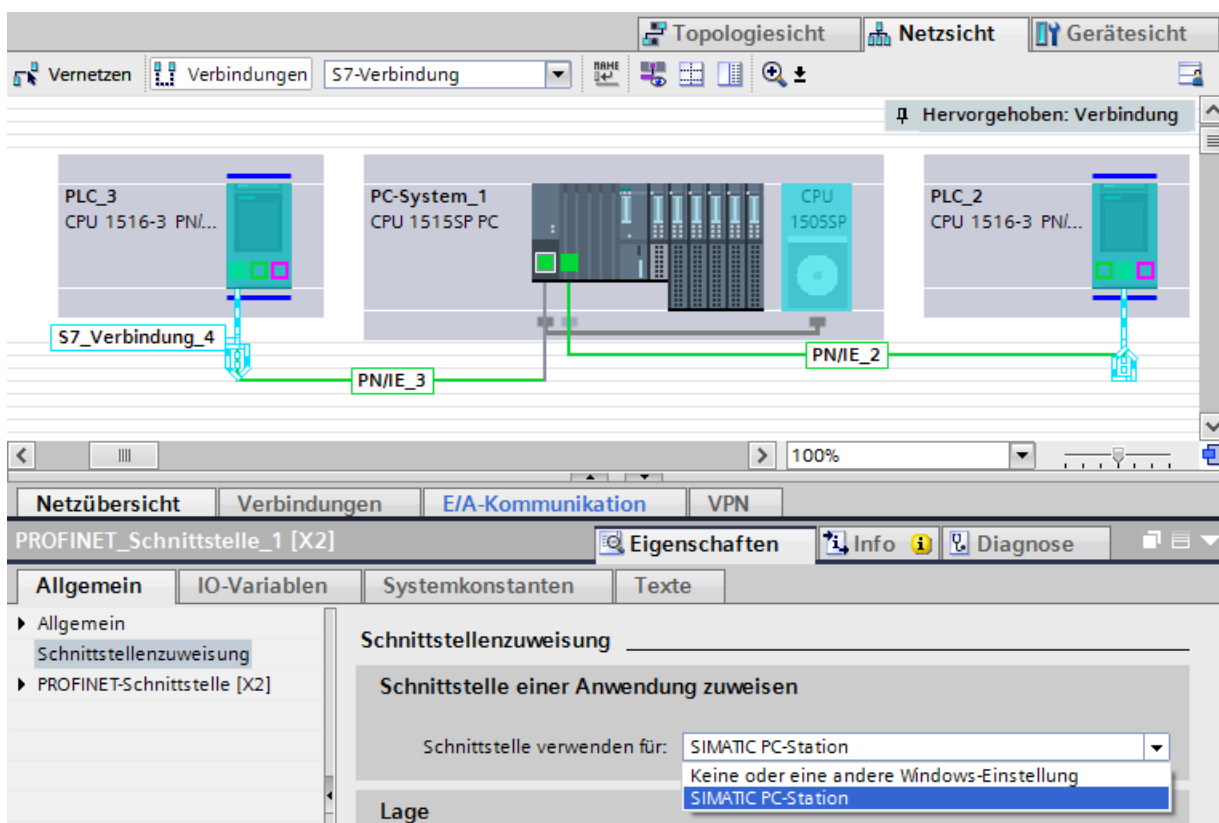 Topologiesicht Netzsicht Gerätesicht
Vernetzen Verbindungen S7-Verbindung
Hervorgehoben: Verbindung
PLC_3 PC-System_1 CPU PLC_2
CPU 1516-3 PN/... CPU 1515SP PC 1505SP CPU 1516-3 PN/...
S7_Verbindung_4
PN/IE_2
PN/IE_3
100%
Netzübersicht Verbindungen E/A-Kommunikation VPN
PROFINET_Schnittstelle_1 [X2] Eigenschaften Info Diagnose
Allgemein IO-Variablen Systemkonstanten Texte
Allgemein
Schnittstellenzuweisung
PROFINET-Schnittstelle [X2]
Schnittstellenzuweisung
Schnittstelle einer Anwendung zuweisen
Schnittstelle verwenden für: SIMATIC PC-Station
Keine oder eine andere Windows-Einstellung
SIMATIC PC-Station
Lage